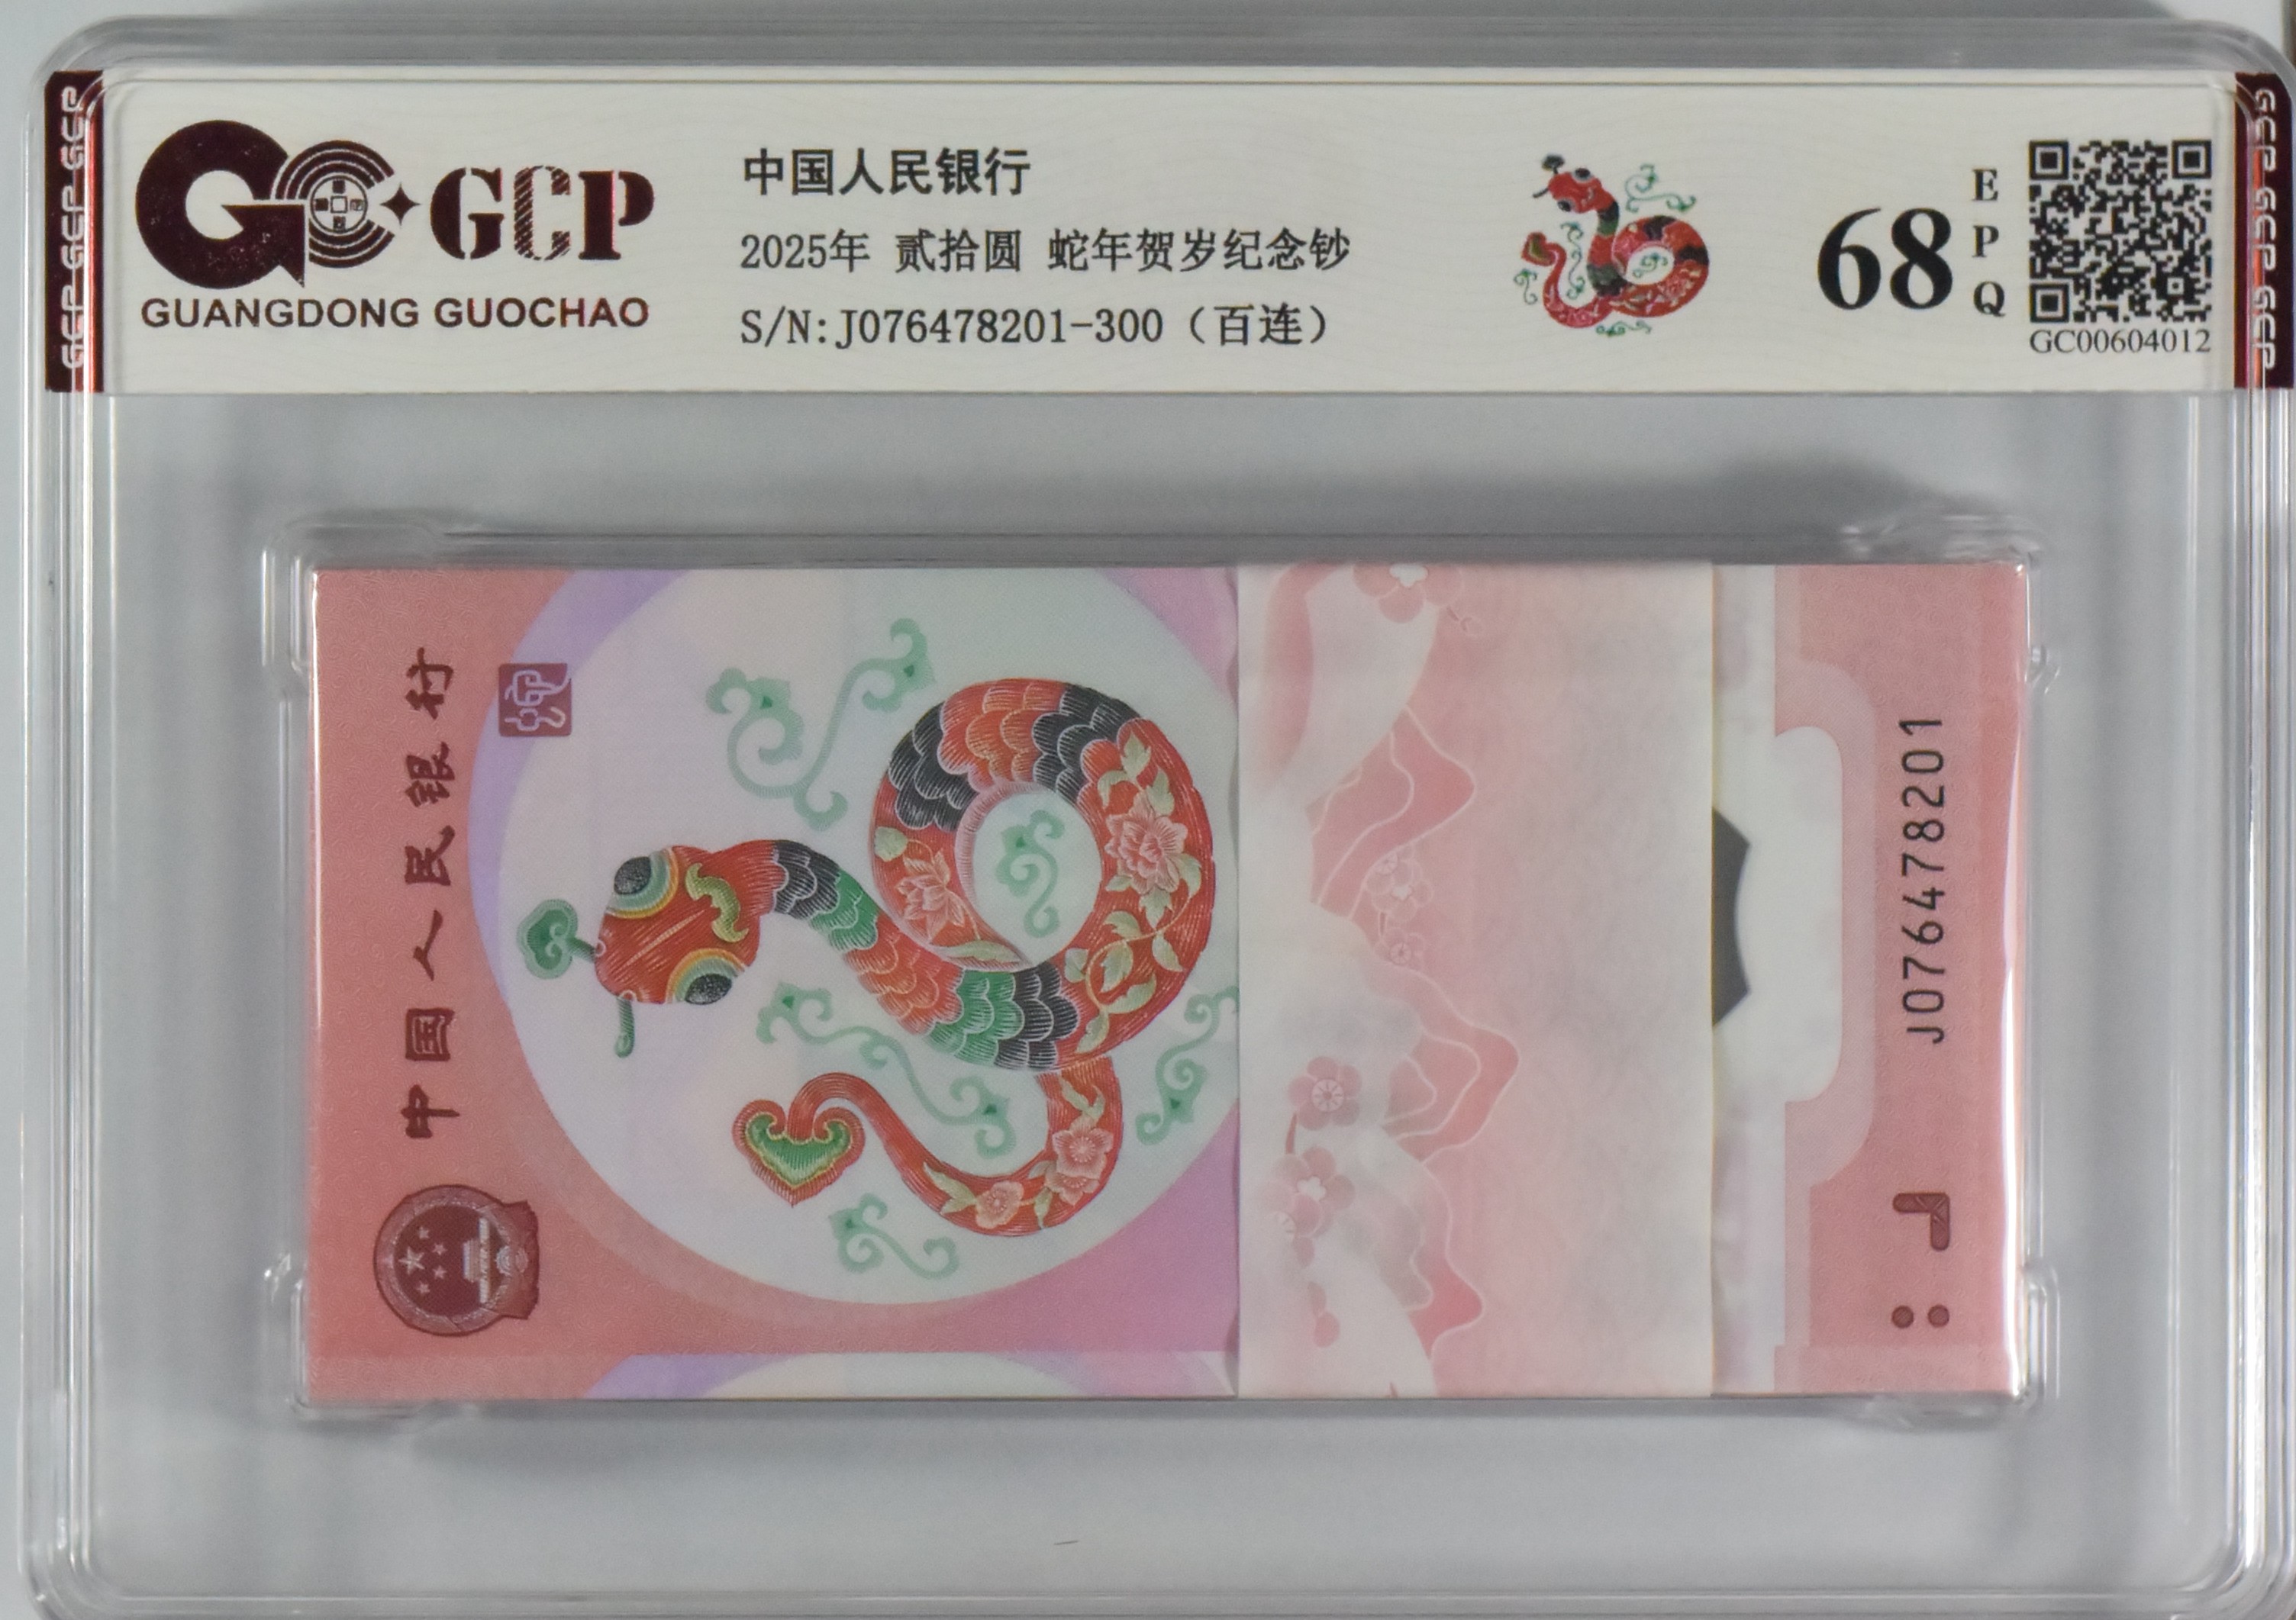 GCP
GUANGDONG GUOCHAO
中国人民银行
2025年 贰拾圆 蛇年贺岁纪念钞
S/N:J076478201-300（百连）
68
EPQ
GC00604012
中国人民银行
J076478201